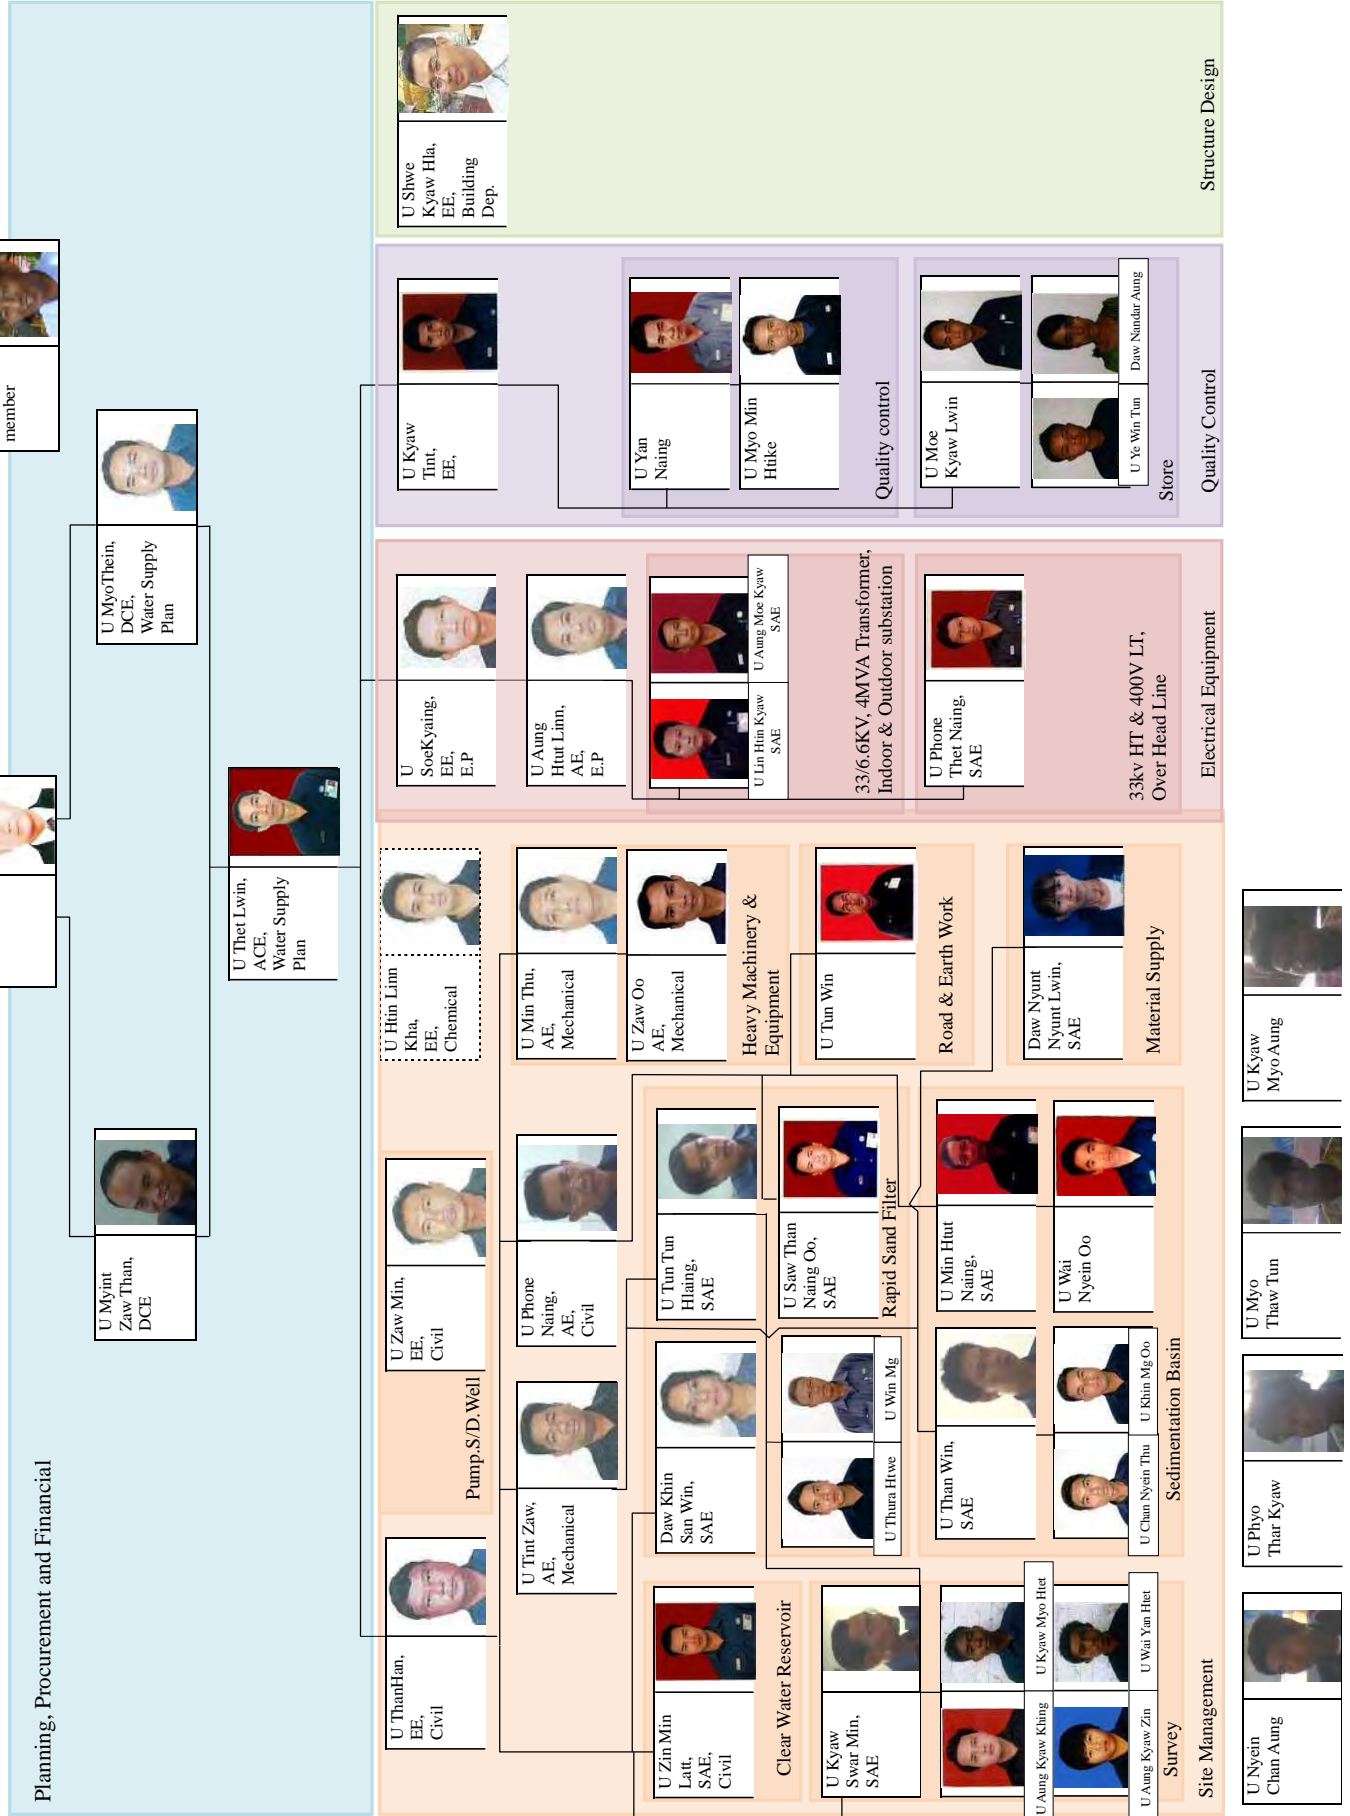 Planning, Procurement and Financial
member
U Myint
Zaw Than,
DCE
U MyoThein,
DCE,
Water Supply
Plan
U Thet Lwin,
ACE,
Water Supply
Plan
U ThanHan,
EE,
Civil
U Zaw Min,
EE,
Civil
Pump.S/D.Well
U Htin Linn
Kha,
EE,
Chemical
U
SoeKyaing,
EE,
E.P
U Kyaw
Tint,
EE,
U Shwe
Kyaw Hla,
EE,
Building
Dep.
U Tint Zaw,
AE,
Mechanical
U Phone
Naing,
AE,
Civil
U Min Thu,
AE,
Mechanical
U Zaw Oo
AE,
Mechanical
Heavy Machinery &
Equipment
U Aung
Htut Linn,
AE,
E.P
U Zin Min
Latt,
SAE,
Civil
Clear Water Reservoir
Daw Khin
San Win,
SAE
U Tun Tun
Hlaing,
SAE
U Saw Than
Naing Oo,
SAE
U Thura Htwe
U Win Mg
Rapid Sand Filter
U Tun Win
Road & Earth Work
U Lin Htin Kyaw
SAE
U Aung Moe Kyaw
SAE
33/6.6KV, 4MVA Transformer,
Indoor & Outdoor substation
U Yan
Naing
U Myo Min
Htike
Quality control
U Kyaw
Swar Min,
SAE
U Aung Kyaw Khing
U Kyaw Myo Htet
U Aung Kyaw Zin
U Wai Yan Htet
Survey
U Than Win,
SAE
U Min Htut
Naing,
SAE
U Wai
Nyein Oo
U Chan Nyein Thu
U Khin Mg Oo
Sedimentation Basin
Daw Nyunt
Nyunt Lwin,
SAE
Material Supply
U Phone
Thet Naing,
SAE
33kv HT & 400V LT,
Over Head Line
U Moe
Kyaw Lwin
U Ye Win Tun
Daw Nandar Aung
Store
Site Management
Electrical Equipment
Quality Control
Structure Design
U Nyein
Chan Aung
U Phyo
Thar Kyaw
U Myo
Thaw Tun
U Kyaw
Myo Aung